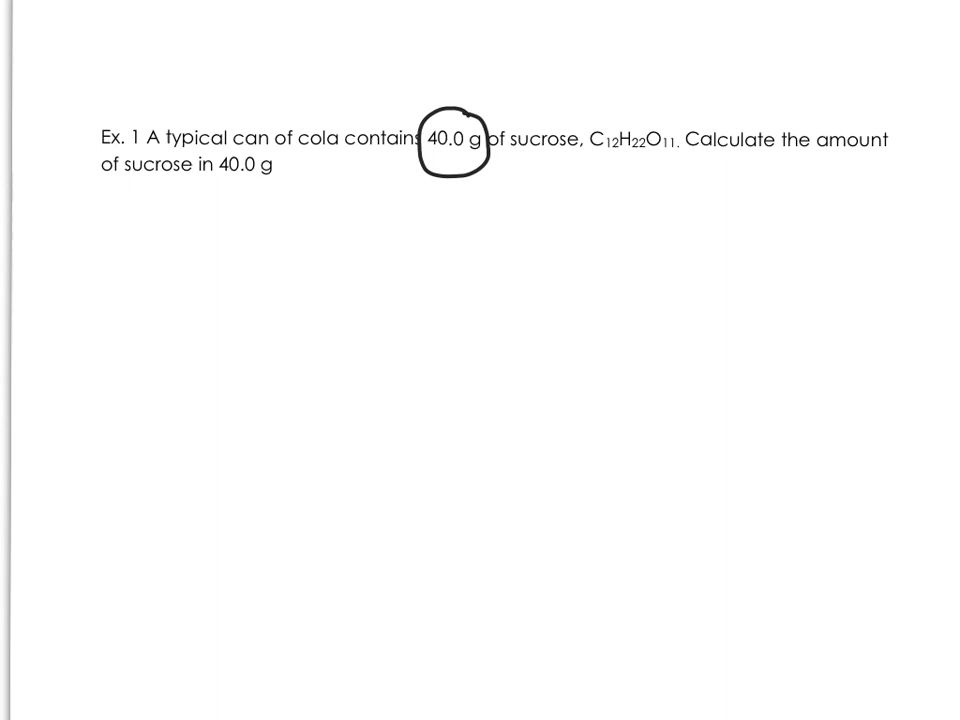 Ex. 1 A typical can of cola contains 40.0 g of sucrose, C₁₂H₂₂O₁₁. Calculate the amount
of sucrose in 40.0 g